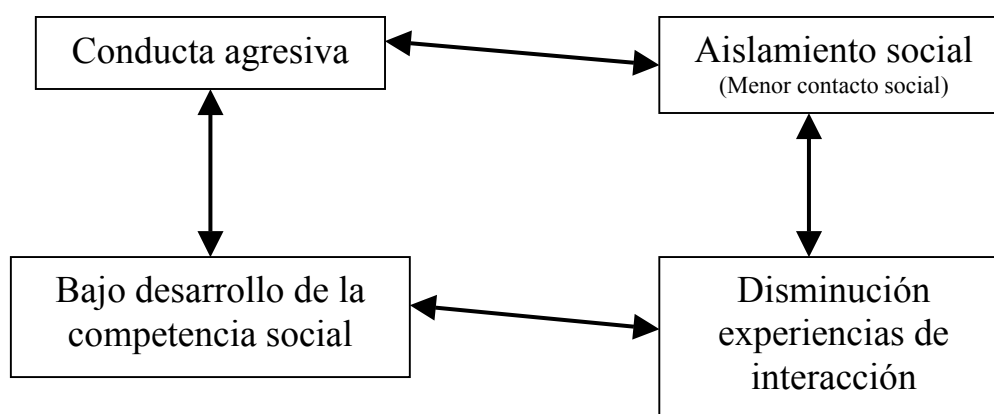 Conducta agresiva
Aislamiento social
(Menor contacto social)
Bajo desarrollo de la
competencia social
Disminución
experiencias de
interacción